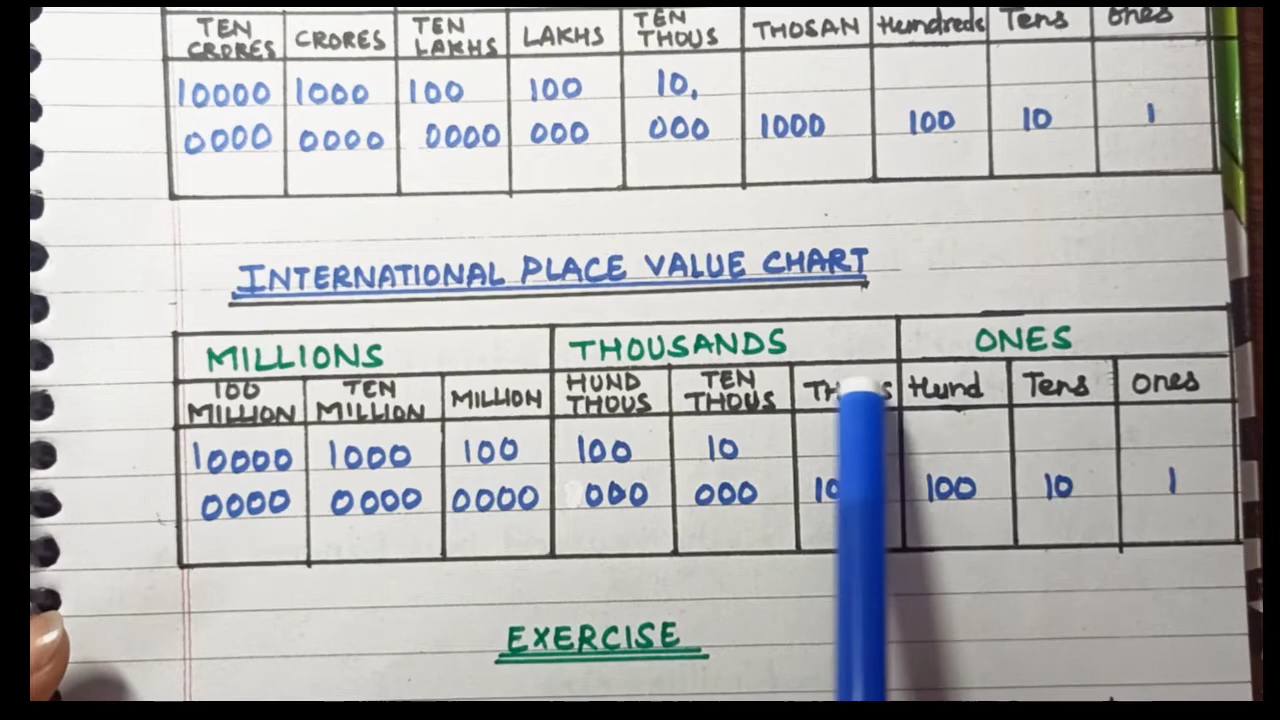 TEN CRORES CRORES TEN LAKHS LAKHS TEN THOUS THOSAN Hundreds Tens ones
10000 1000 100 100 10,
0000 0000 0000 000 000 1000 100 10 1
INTERNATIONAL PLACE VALUE CHART
MILLIONS THOUSANDS ONES
100 MILLION TEN MILLION MILLION HUND THOUS TEN THOUS Hund Tens ones
10000 1000 100 100 10
0000 0000 0000 000 000 10 100 10 1
EXERCISE